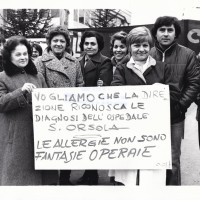 VOGLIAMO CHE LA DIRE
ZIONE RICONOSCA LE
DIAGNOSI DELL'OSPEDALE
S. ORSOLA
LE ALLERGIE NON SONO
FANTASIE OPERAIE